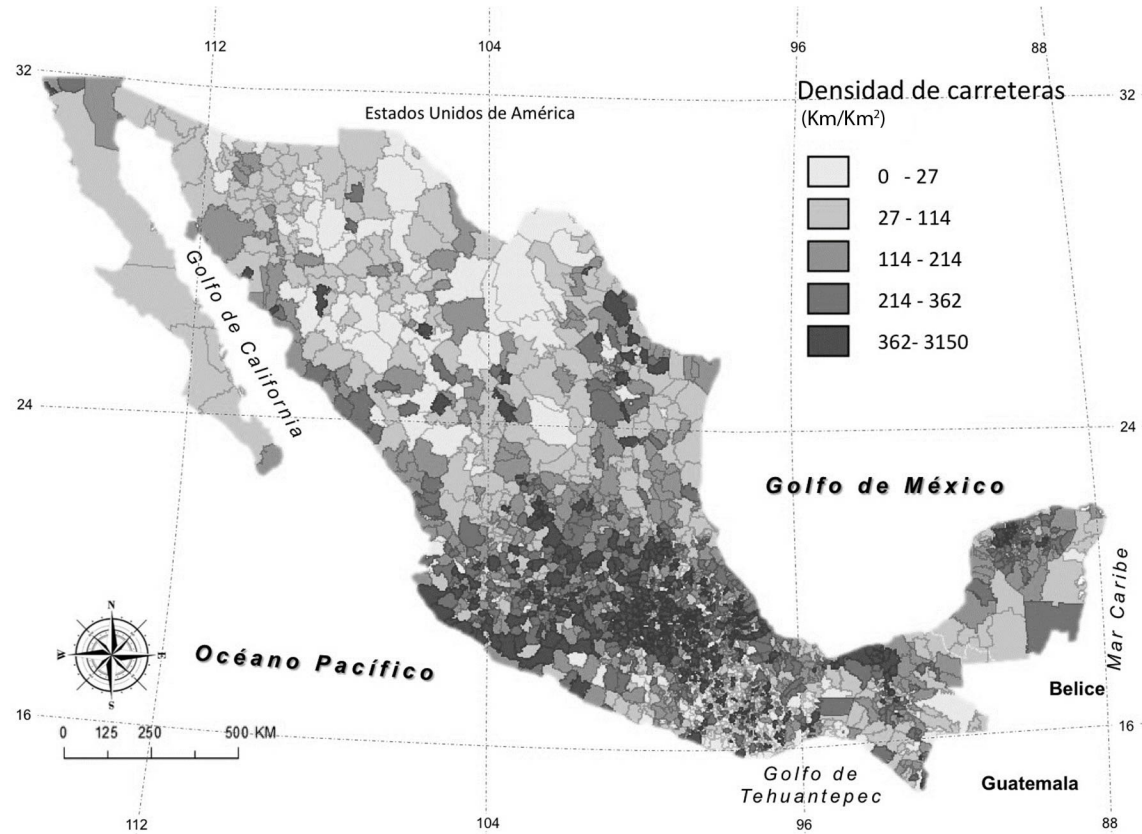 112
104
96
88
32
Densidad de carreteras
32
Estados Unidos de América
(Km/Km²)
0 - 27
27 - 114
114 - 214
214 - 362
362- 3150
Golfo de California
24
24
Golfo de México
Mar Caribe
N
W
E
S
Océano Pacífico
Belice
16
0 125 250 500 KM
16
Golfo de
Tehuantepec
Guatemala
112
104
96
88